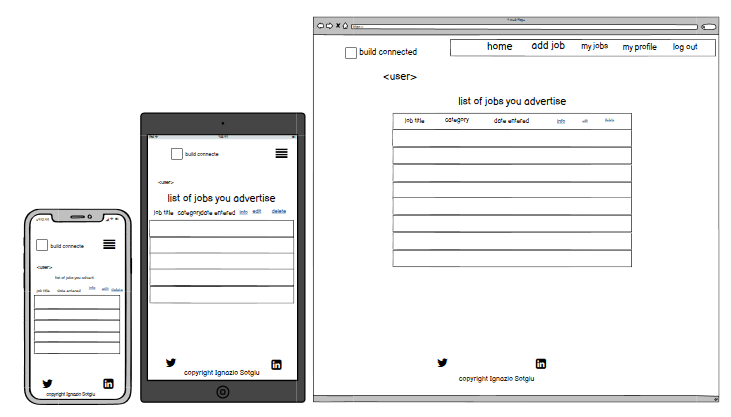 build connecte
<user>
list of jobs you advert
job title date entered info edit delete
copyright Ignazio Sotgiu
build connecte
<user>
list of jobs you advertise
job title category date entered info edit delete
copyright Ignazio Sotgiu
build connected
home add job my jobs my profile log out
<user>
list of jobs you advertise
job title category date entered info edit delete
copyright Ignazio Sotgiu